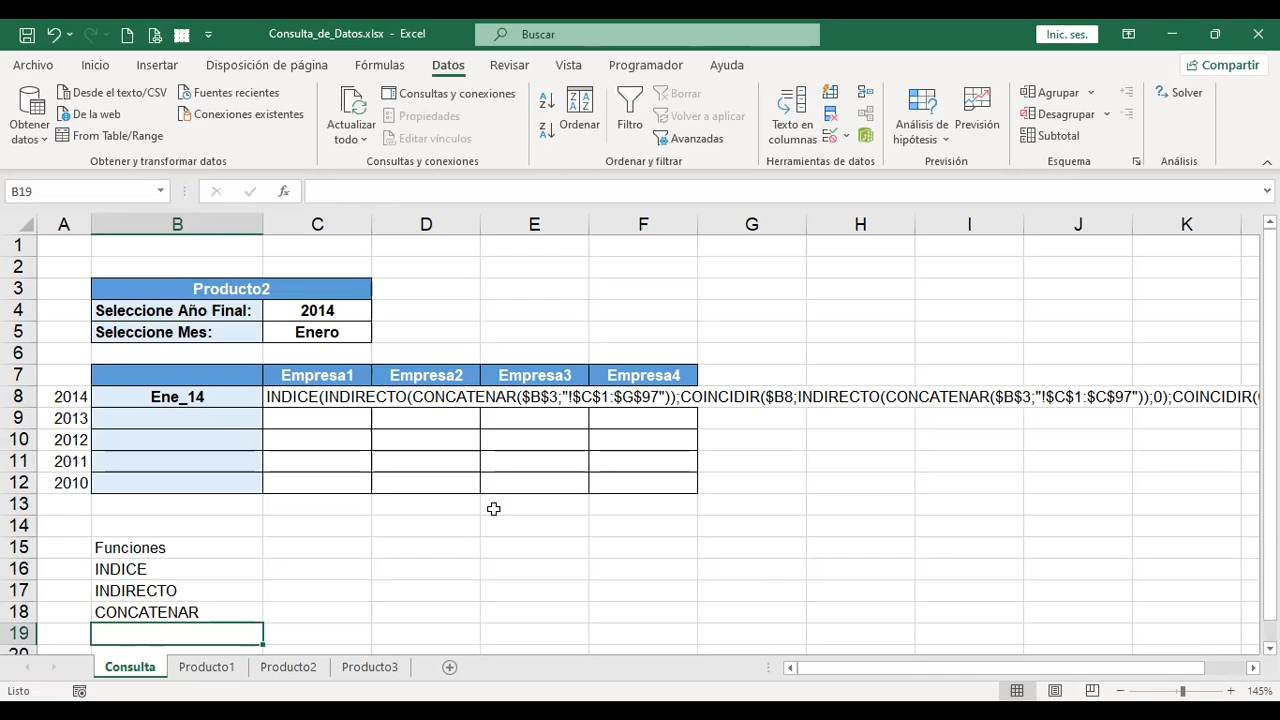 Consulta_de_Datos.xlsx - Excel
Buscar
Inic. ses.
Archivo Inicio Insertar Disposición de página Fórmulas Datos Revisar Vista Programador Ayuda Compartir
Obtener datos
Desde el texto/CSV
De la web
From Table/Range
Fuentes recientes
Conexiones existentes
Obtener y transformar datos
Actualizar todo
Consultas y conexiones
Propiedades
Editar vínculos
Consultas y conexiones
Ordenar
Filtro
Borrar
Volver a aplicar
Avanzadas
Ordenar y filtrar
Texto en columnas
Herramientas de datos
Análisis de hipótesis
Previsión
Previsión
Agrupar
Desagrupar
Subtotal
Esquema
Solver
Análisis
B19 fx
A B C D E F G H I J K
1
2
3 Producto2
4 Seleccione Año Final: 2014
5 Seleccione Mes: Enero
6
7 Empresa1 Empresa2 Empresa3 Empresa4
8 2014 Ene_14 INDICE(INDIRECTO(CONCATENAR($B$3;"!$C$1:$G$97"));COINCIDIR($B8;INDIRECTO(CONCATENAR($B$3;"!$C$1:$C$97"));0);COINCIDIR(
9 2013
10 2012
11 2011
12 2010
13
14
15 Funciones
16 INDICE
17 INDIRECTO
18 CONCATENAR
19
Consulta Producto1 Producto2 Producto3
Listo 145%